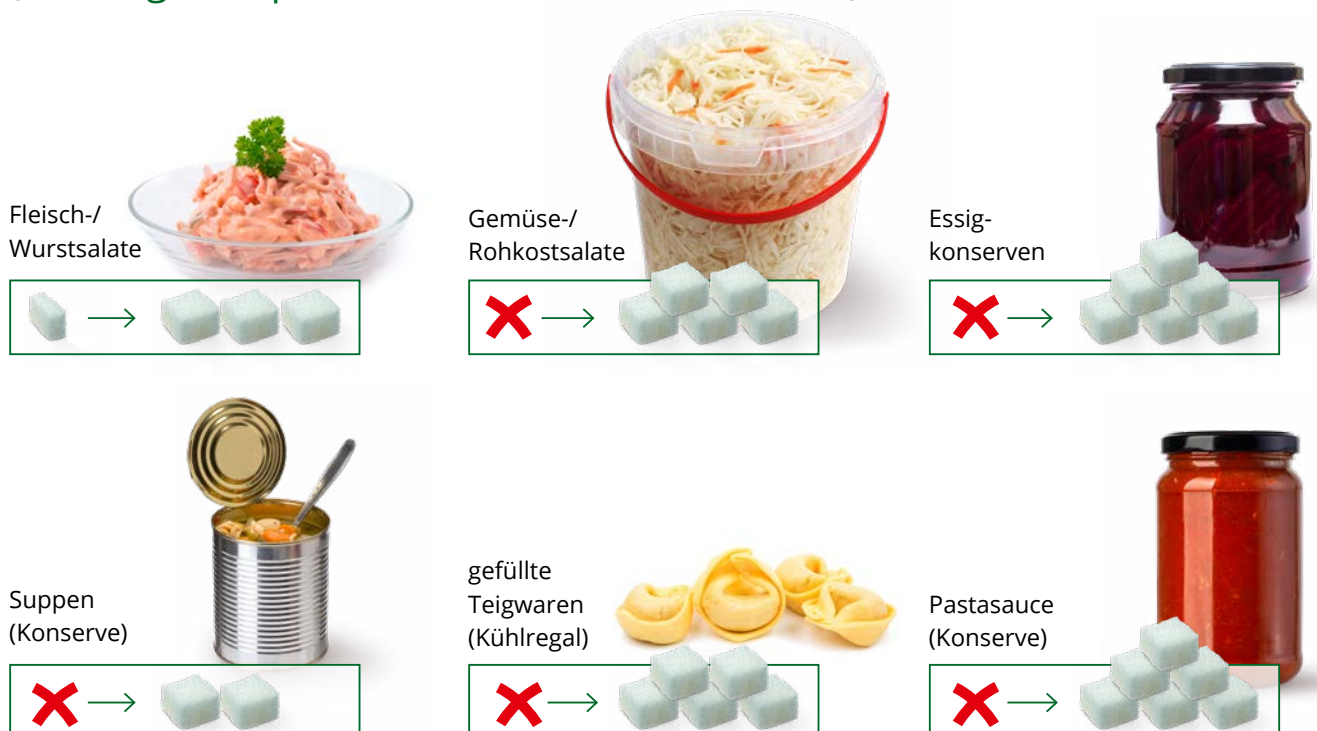 Fleisch-/
Wurstsalate
Gemüse-/
Rohkostsalate
Essig-
konserven
Suppen
(Konserve)
gefüllte
Teigwaren
(Kühlregal)
Pastasauce
(Konserve)